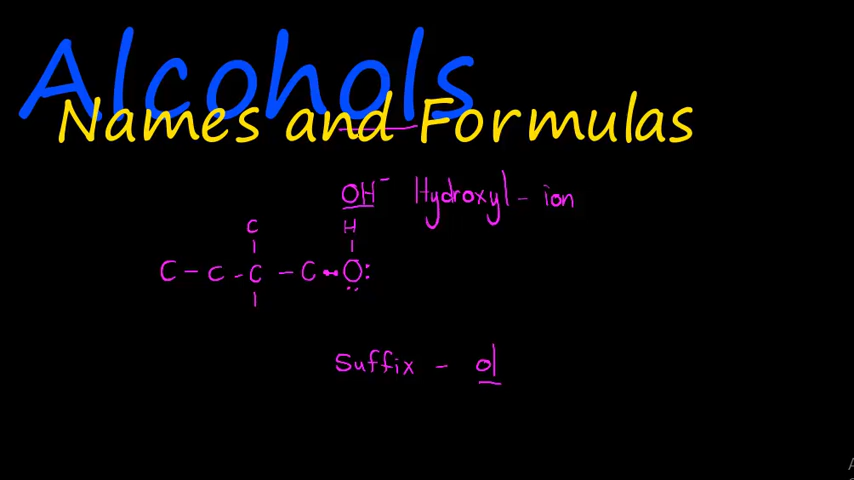 Alcohols
Names and Formulas
OH⁻ Hydroxyl - ion
C H
C - C - C - C - O:
Suffix - ol